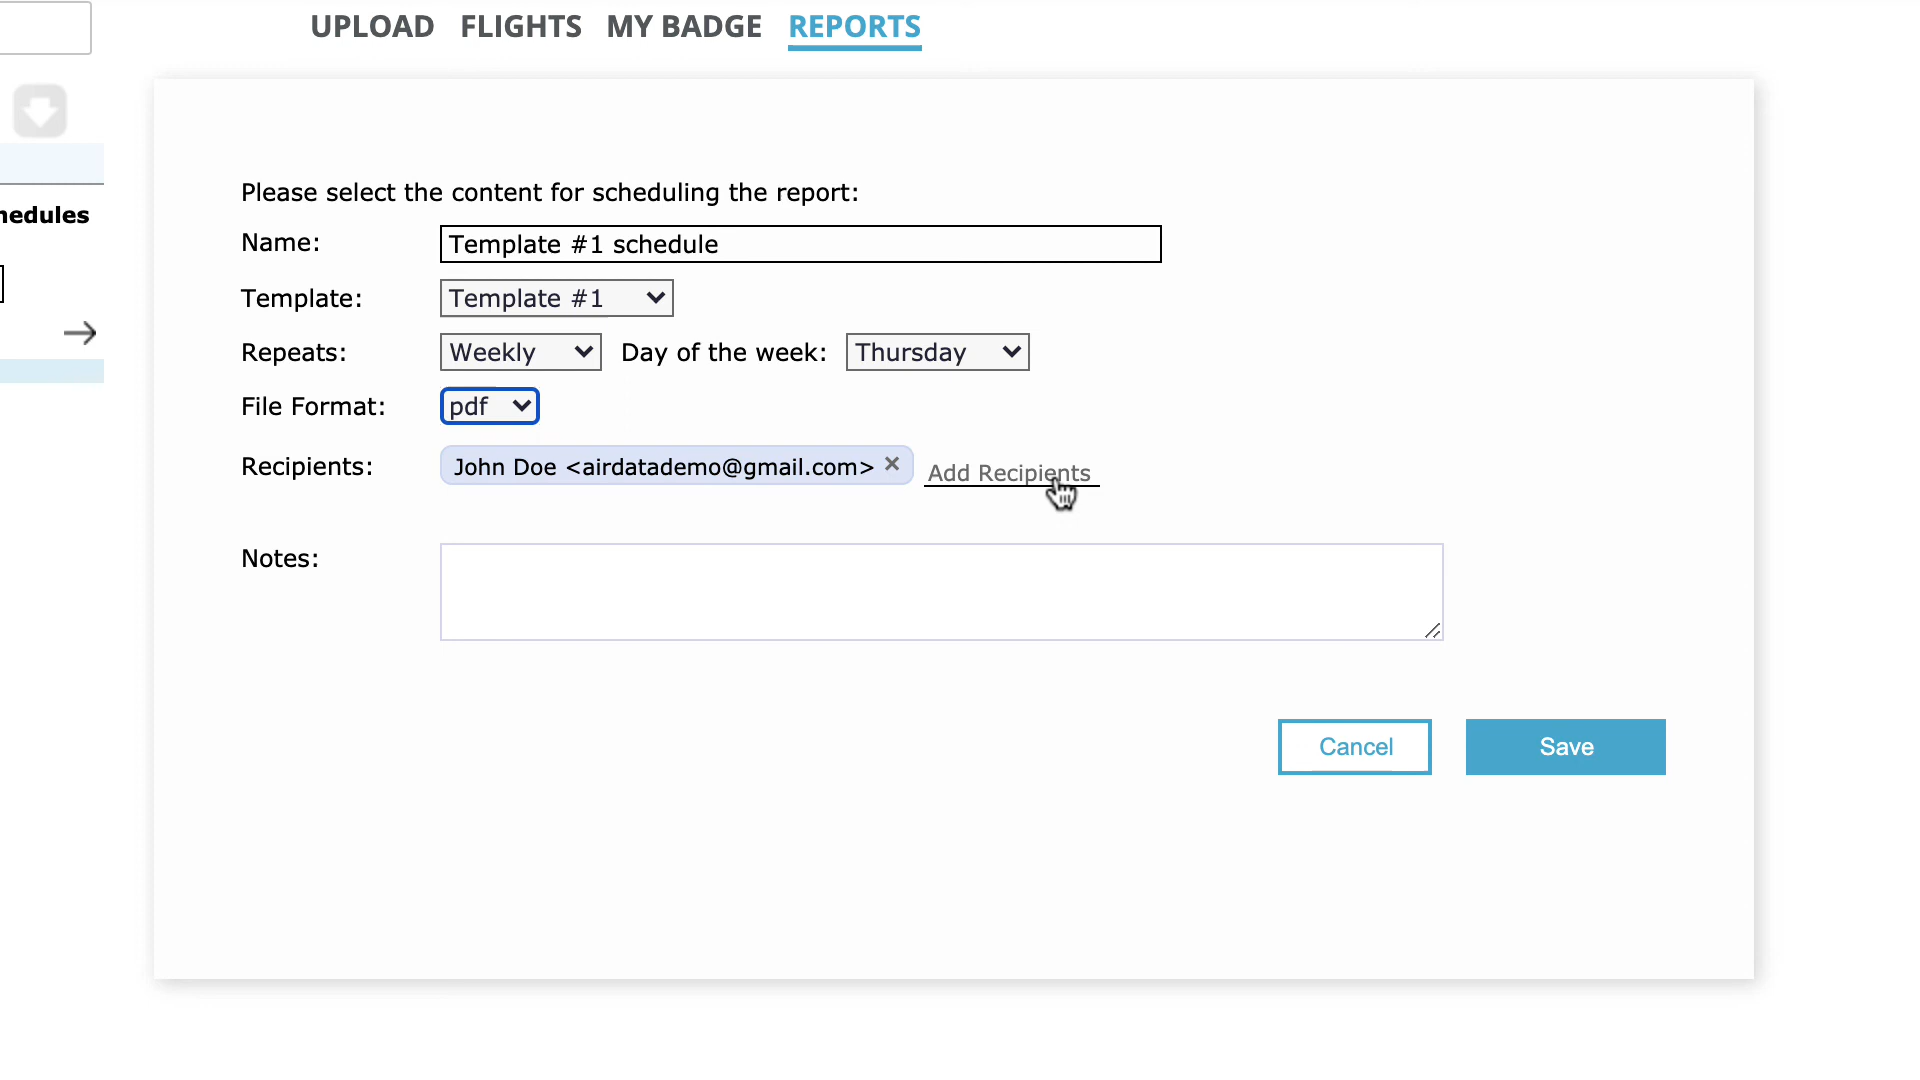 UPLOAD FLIGHTS MY BADGE REPORTS
hedules
Please select the content for scheduling the report:
Name: Template #1 schedule
Template: Template #1
Repeats: Weekly Day of the week: Thursday
File Format: pdf
Recipients: John Doe <airdatademo@gmail.com> × Add Recipients
Notes:
Cancel Save